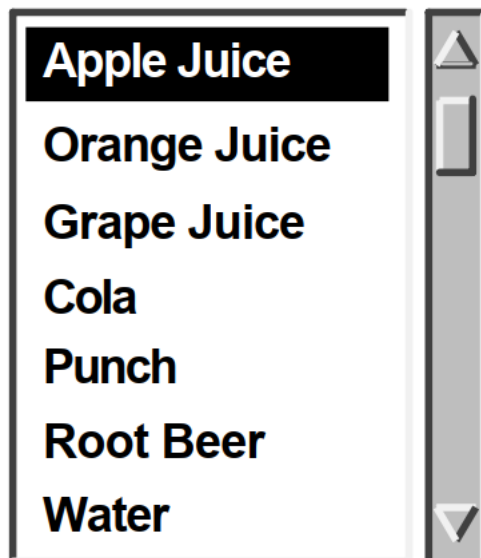 Apple Juice
Orange Juice
Grape Juice
Cola
Punch
Root Beer
Water